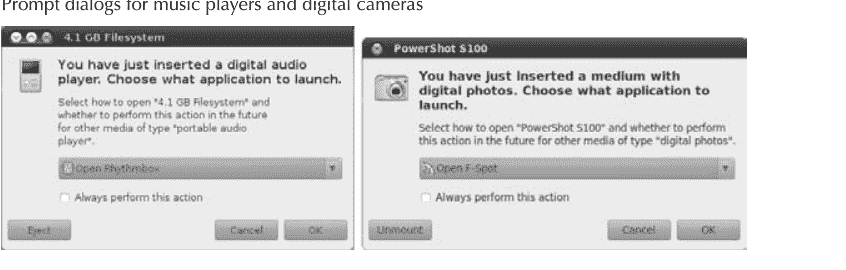 Prompt dialogs for music players and digital cameras
4.1 GB Filesystem
You have just inserted a digital audio
player. Choose what application to launch.
Select how to open "4.1 GB Filesystem" and
whether to perform this action in the future
for other media of type "portable audio
player".
Open Rhythmbox
Always perform this action
Eject
Cancel
OK
PowerShot S100
You have just inserted a medium with
digital photos. Choose what application to
launch.
Select how to open "PowerShot S100" and whether to perform
this action in the future for other media of type "digital photos".
Open F-Spot
Always perform this action
Unmount
Cancel
OK